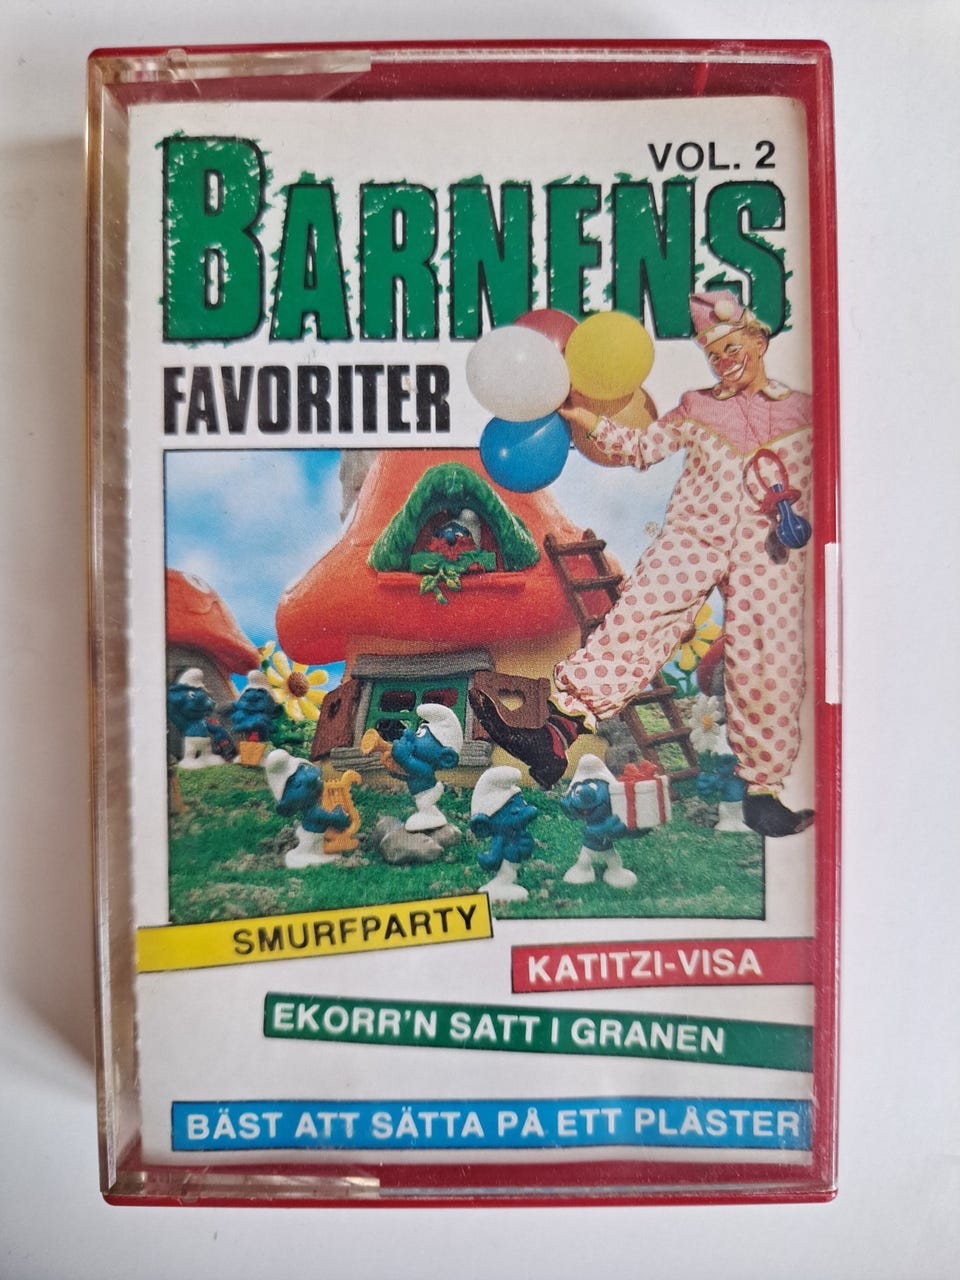 VOL. 2
BARNENS
FAVORITER
SMURFPARTY
KATITZI-VISA
EKORR'N SATT I GRANEN
BÄST ATT SÄTTA PÅ ETT PLÅSTER